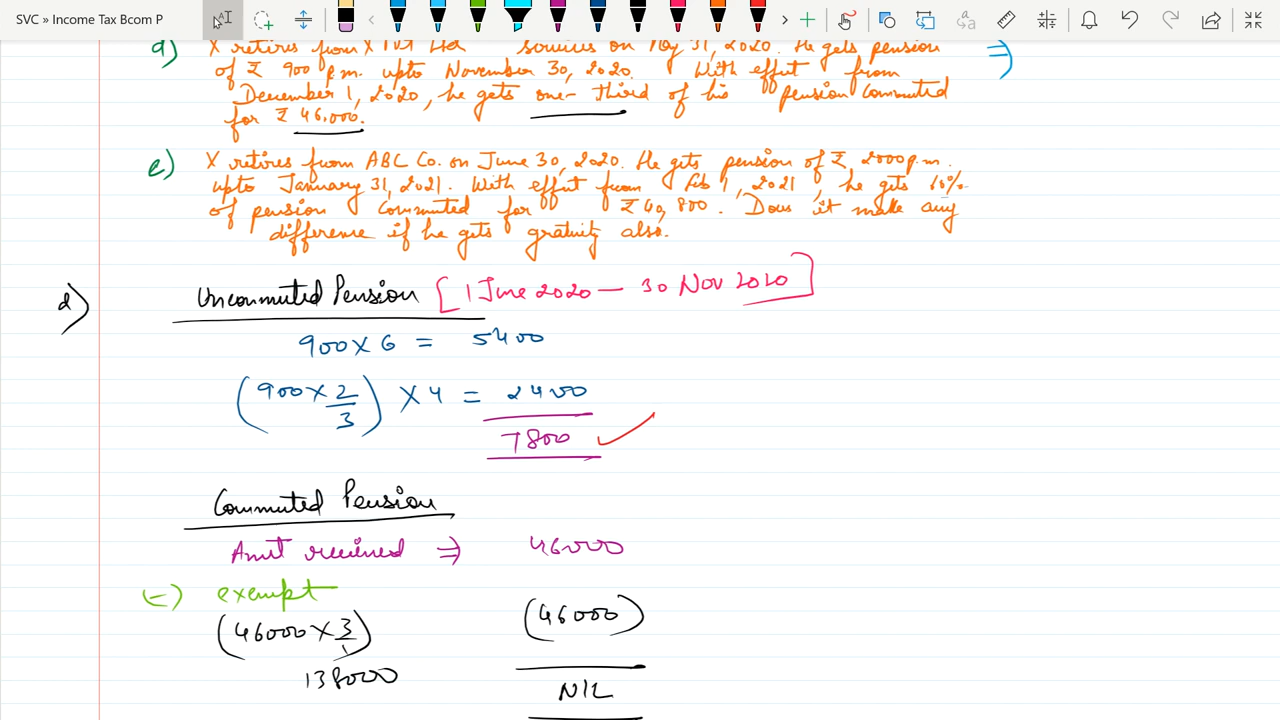 SVC » Income Tax Bcom P
d) X retires from X Pvt Ltd services on May 31, 2020. He gets pension
of ₹ 900 p.m. upto November 30, 2020. With effect from
December 1, 2020, he gets one-third of his pension commuted
for ₹ 46,000.
e) X retires from ABC Co. on June 30, 2020. He gets pension of ₹ 2000 p.m.
upto January 31, 2021. With effect from Feb 1, 2021, he gets %
of pension commuted for ₹ 40,800. Does it make any
difference if he gets gratuity also.
d) Uncommuted Pension [1 June 2020 — 30 Nov 2020]
900 x 6 = 5400
(900 x 2/3) x 4 = 2400
7800
Commuted Pension
Amt received ⇒ 46000
(-) exempt
(46000 x 3/1) (46000)
138000
NIL